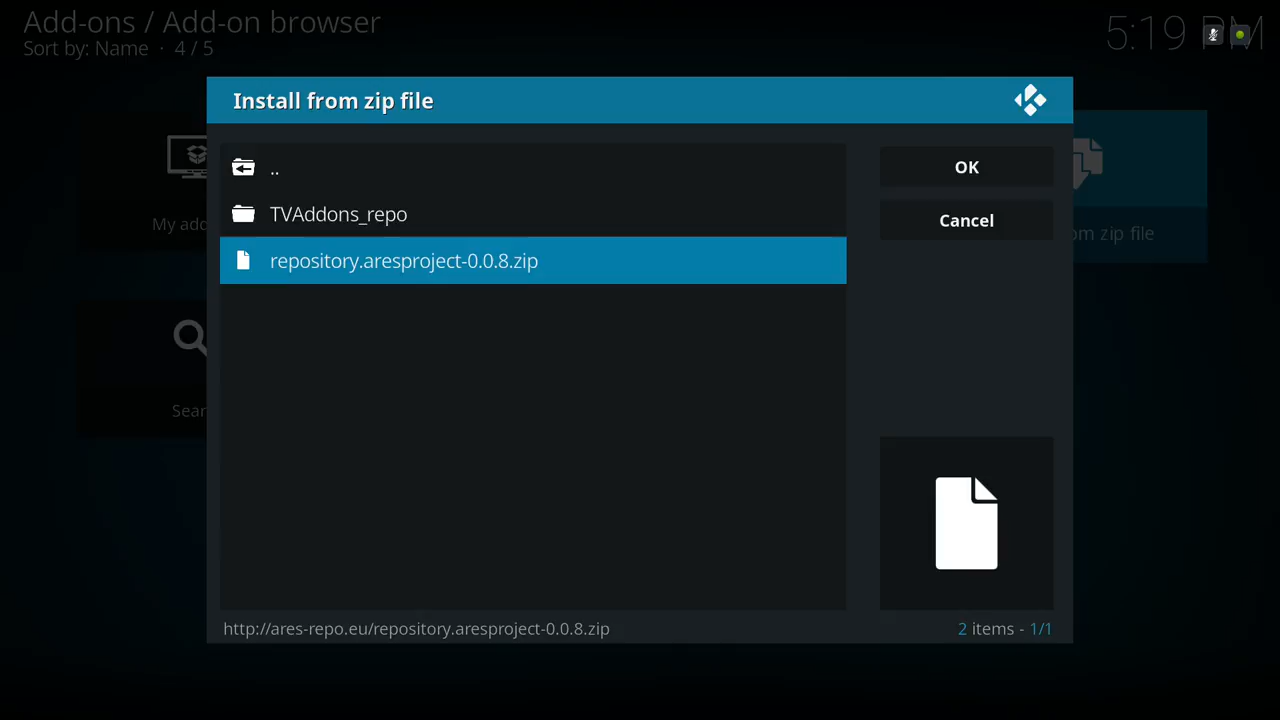 Add-ons / Add-on browser
Sort by: Name · 4 / 5
5:19 PM
Install from zip file
..
TVAddons_repo
repository.aresproject-0.0.8.zip
OK
Cancel
My add
om zip file
Sear
http://ares-repo.eu/repository.aresproject-0.0.8.zip
2 items - 1/1